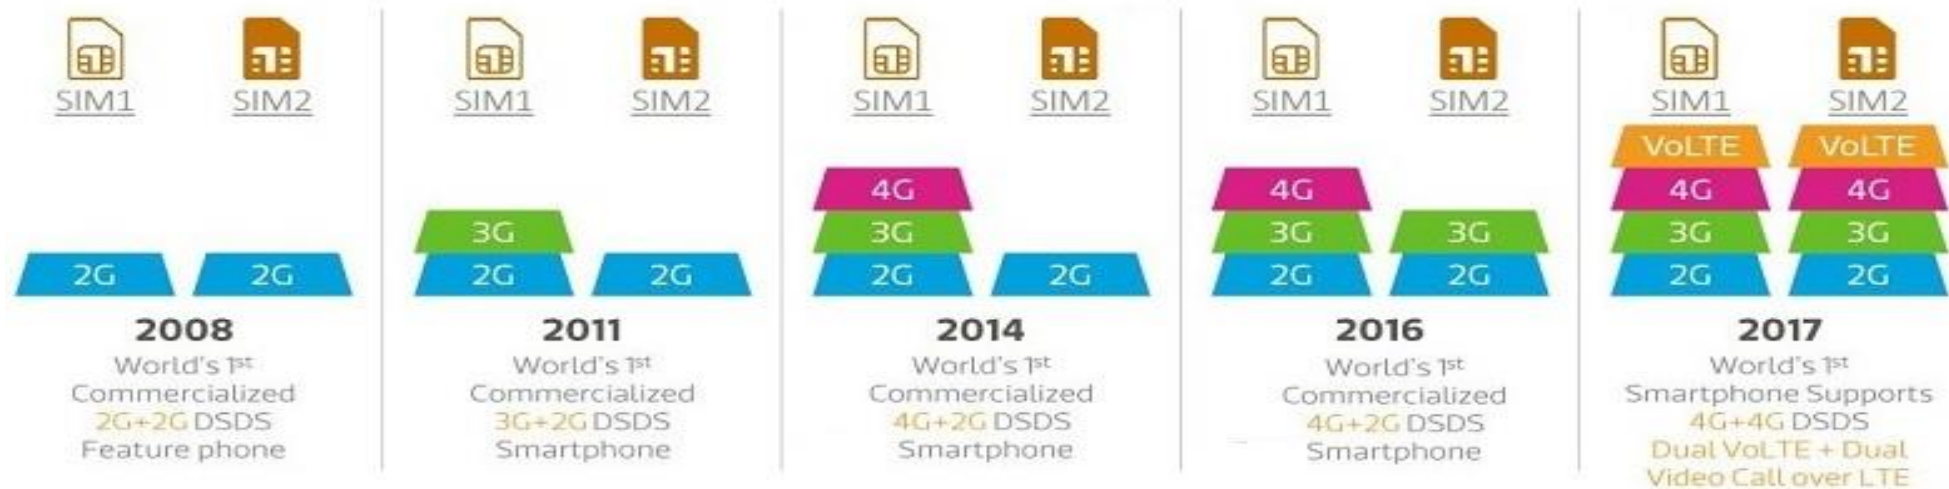 SIM1 SIM2
2G 2G
2008
World's 1st
Commercialized
2G+2G DSDS
Feature phone
SIM1 SIM2
3G
2G 2G
2011
World's 1st
Commercialized
3G+2G DSDS
Smartphone
SIM1 SIM2
4G
3G
2G 2G
2014
World's 1st
Commercialized
4G+2G DSDS
Smartphone
SIM1 SIM2
4G
3G 3G
2G 2G
2016
World's 1st
Commercialized
4G+2G DSDS
Smartphone
SIM1 SIM2
VoLTE VoLTE
4G 4G
3G 3G
2G 2G
2017
World's 1st
Smartphone Supports
4G+4G DSDS
Dual VoLTE + Dual
Video Call over LTE